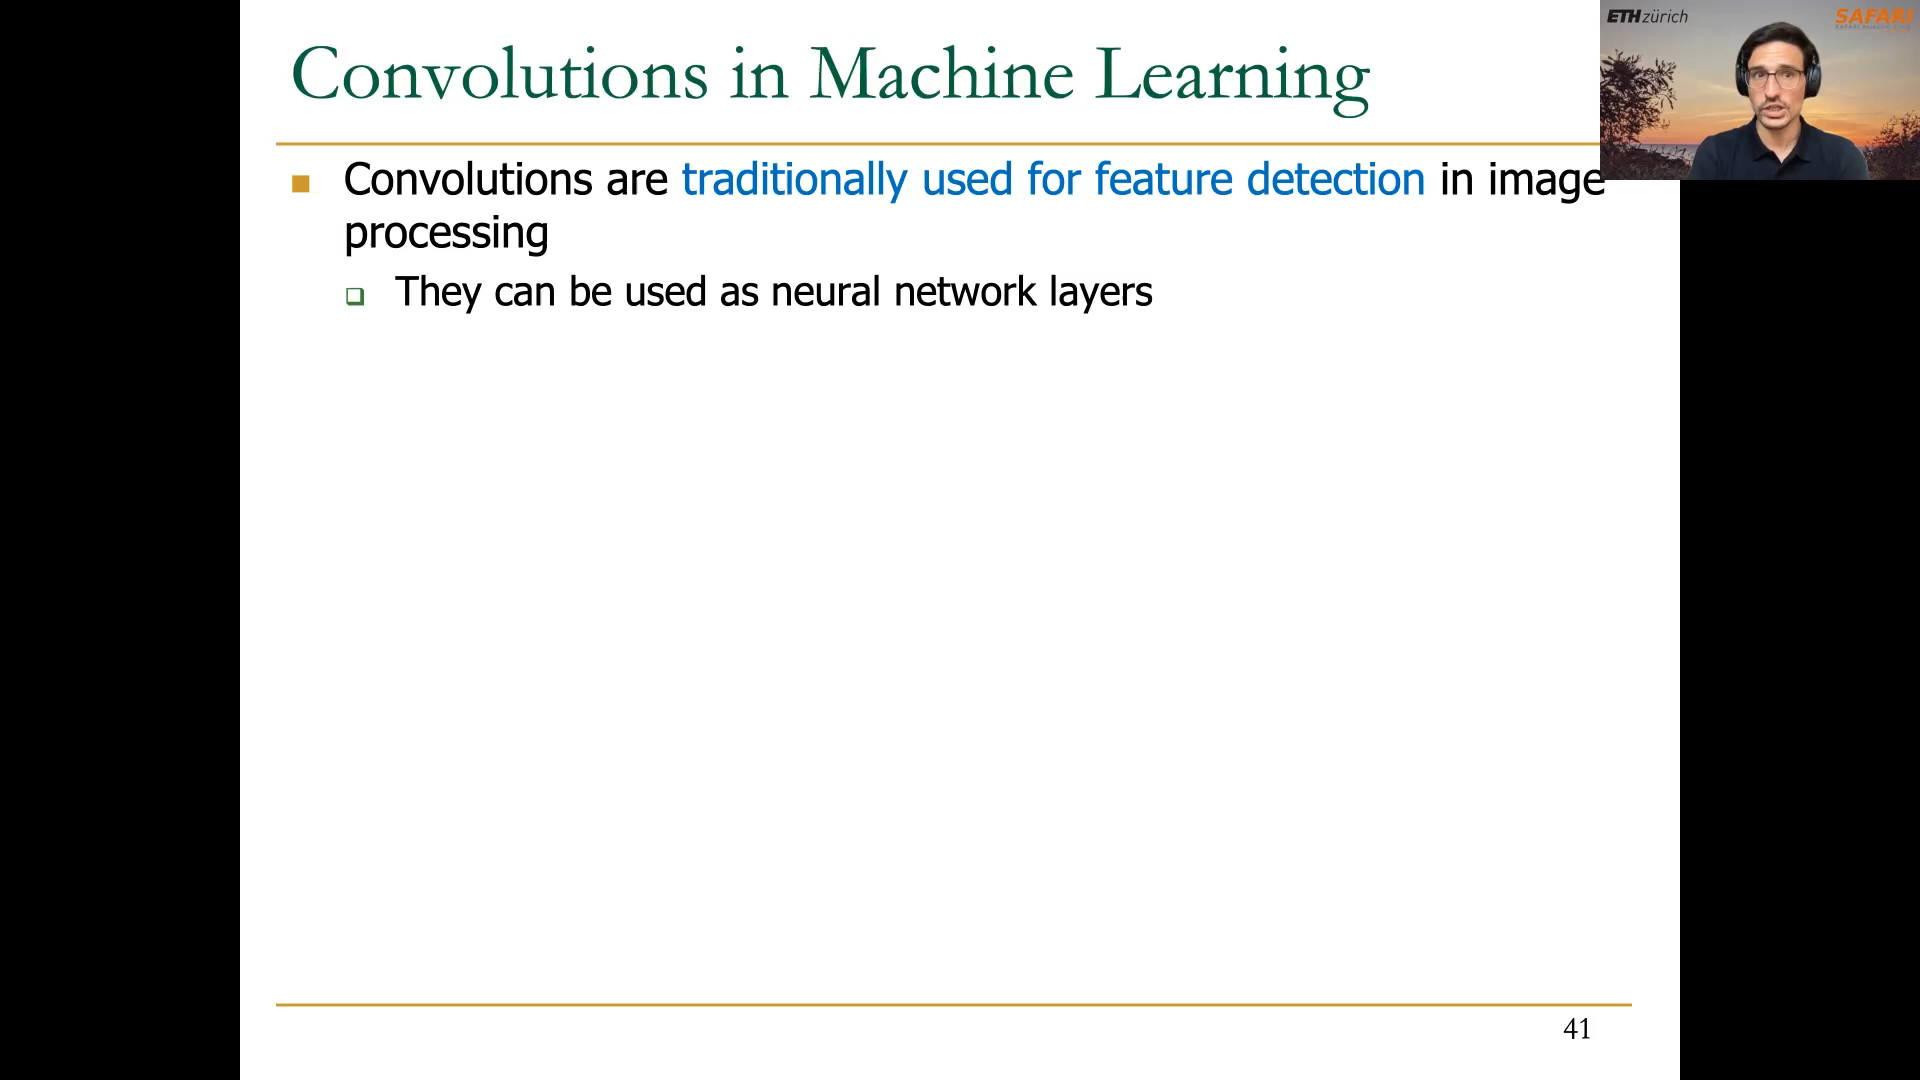 Convolutions in Machine Learning
ETH zürich
SAFARI
Convolutions are traditionally used for feature detection in image
processing
They can be used as neural network layers
41